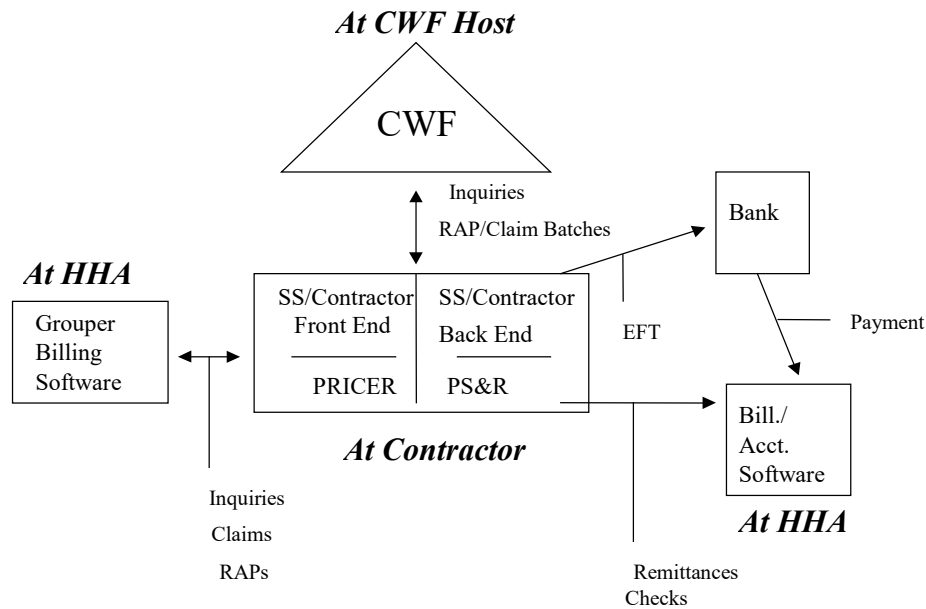 At CWF Host
CWF
Inquiries
RAP/Claim Batches
Bank
At HHA
Grouper
Billing
Software
SS/Contractor
Front End
PRICER
SS/Contractor
Back End
PS&R
EFT
Payment
At Contractor
Bill./
Acct.
Software
At HHA
Inquiries
Claims
RAPs
Remittances
Checks